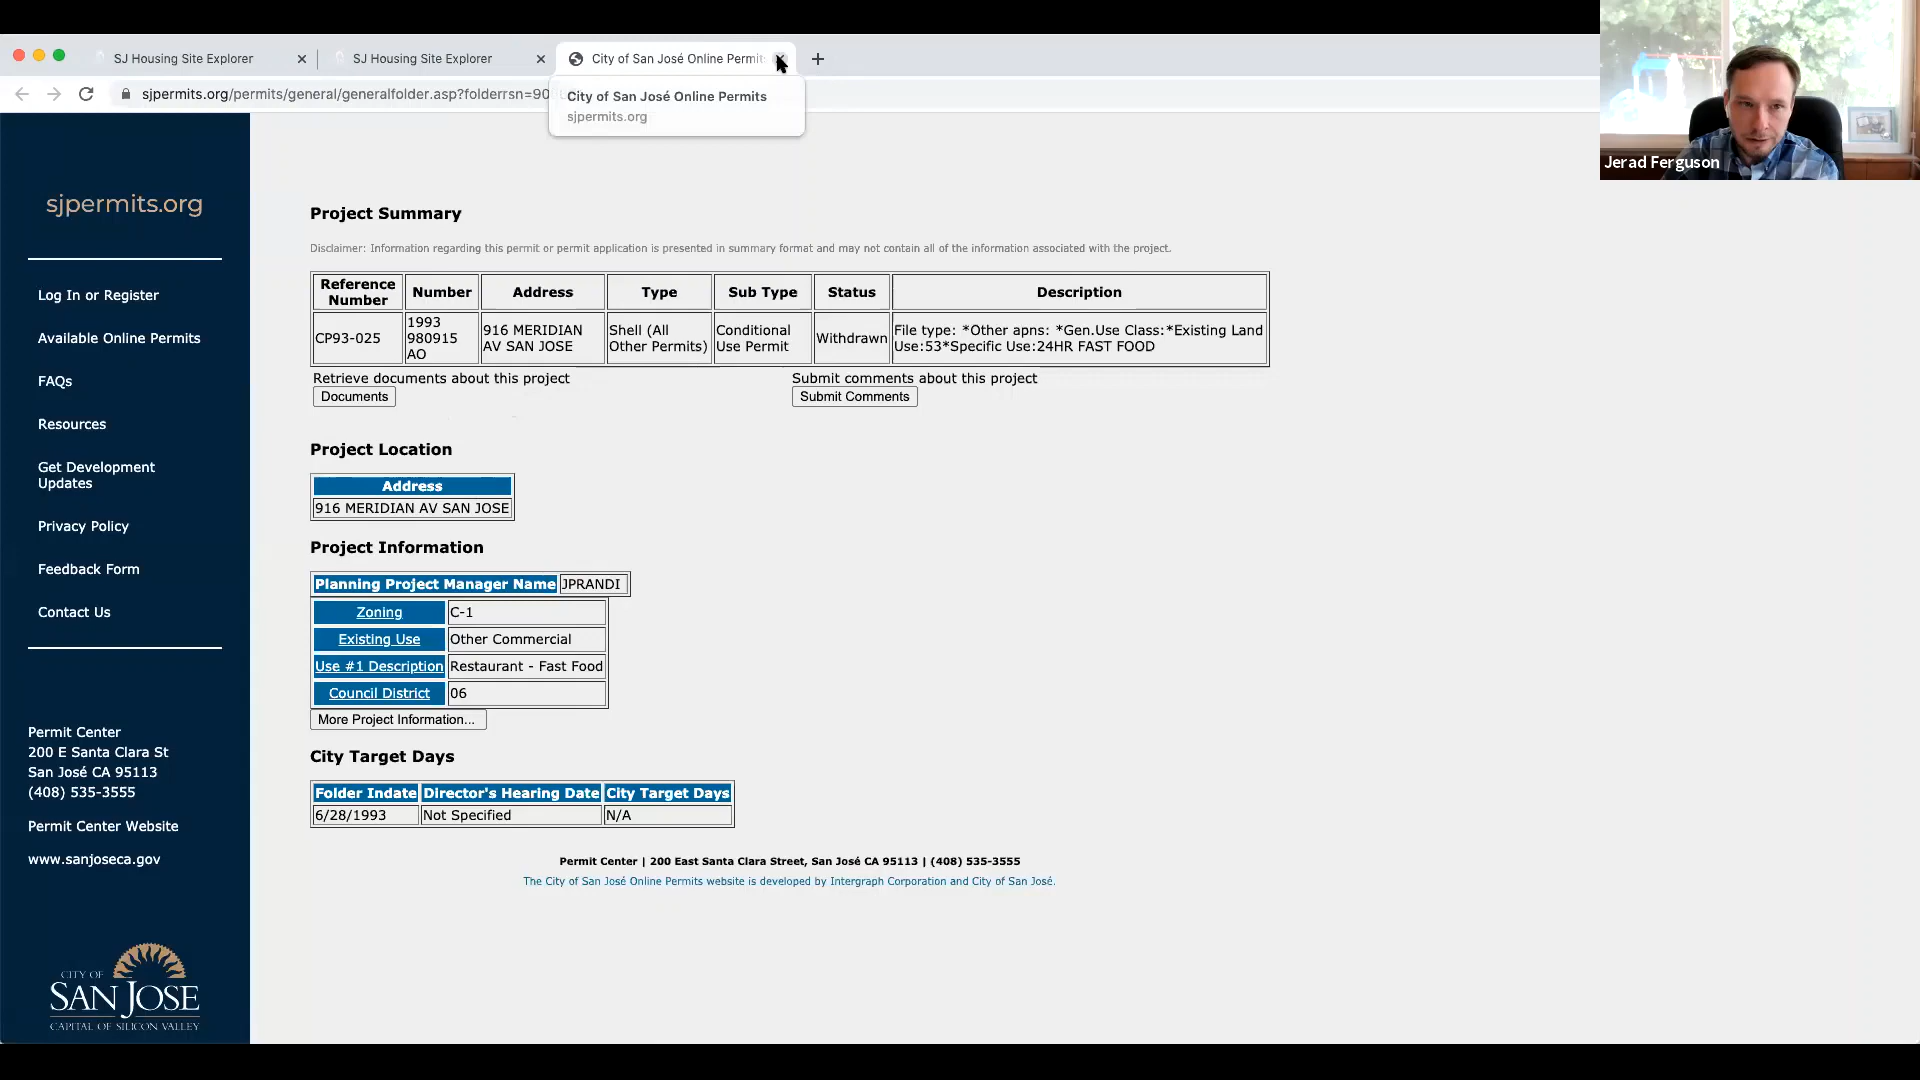 SJ Housing Site Explorer
SJ Housing Site Explorer
City of San José Online Permit
sjpermits.org/permits/general/generalfolder.asp?folderrsn=90
City of San José Online Permits
sjpermits.org
Jerad Ferguson
sjpermits.org
Log In or Register
Available Online Permits
FAQs
Resources
Get Development
Updates
Privacy Policy
Feedback Form
Contact Us
Permit Center
200 E Santa Clara St
San José CA 95113
(408) 535-3555
Permit Center Website
www.sanjoseca.gov
CITY OF
SAN JOSE
CAPITAL OF SILICON VALLEY
Project Summary
Disclaimer: Information regarding this permit or permit application is presented in summary format and may not contain all of the information associated with the project.
Reference Number Number Address Type Sub Type Status Description
CP93-025 1993 980915 AO 916 MERIDIAN AV SAN JOSE Shell (All Other Permits) Conditional Use Permit Withdrawn File type: *Other apns: *Gen.Use Class:*Existing Land Use:53*Specific Use:24HR FAST FOOD
Retrieve documents about this project Submit comments about this project
Documents Submit Comments
Project Location
Address
916 MERIDIAN AV SAN JOSE
Project Information
Planning Project Manager Name JPRANDI
Zoning C-1
Existing Use Other Commercial
Use #1 Description Restaurant - Fast Food
Council District 06
More Project Information...
City Target Days
Folder Indate Director's Hearing Date City Target Days
6/28/1993 Not Specified N/A
Permit Center | 200 East Santa Clara Street, San José CA 95113 | (408) 535-3555
The City of San José Online Permits website is developed by Intergraph Corporation and City of San José.